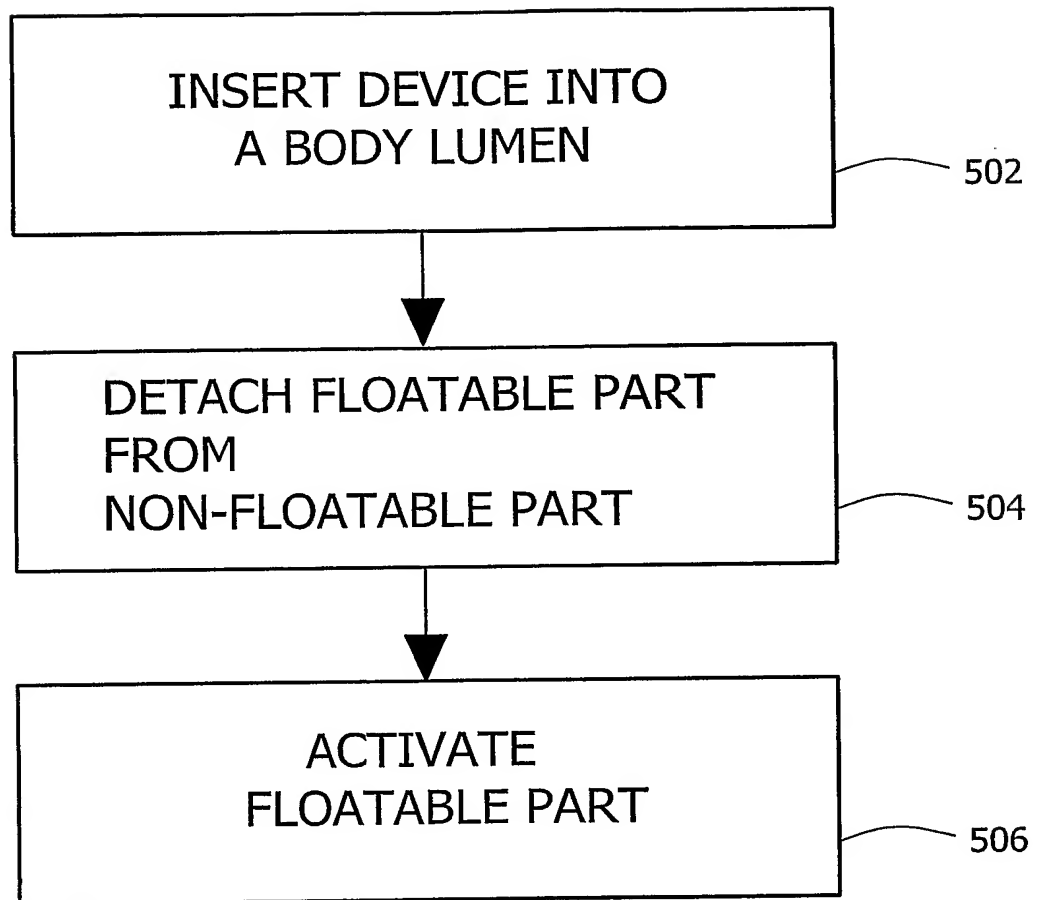 INSERT DEVICE INTO
A BODY LUMEN
502
DETACH FLOATABLE PART
FROM
NON-FLOATABLE PART
504
ACTIVATE
FLOATABLE PART
506